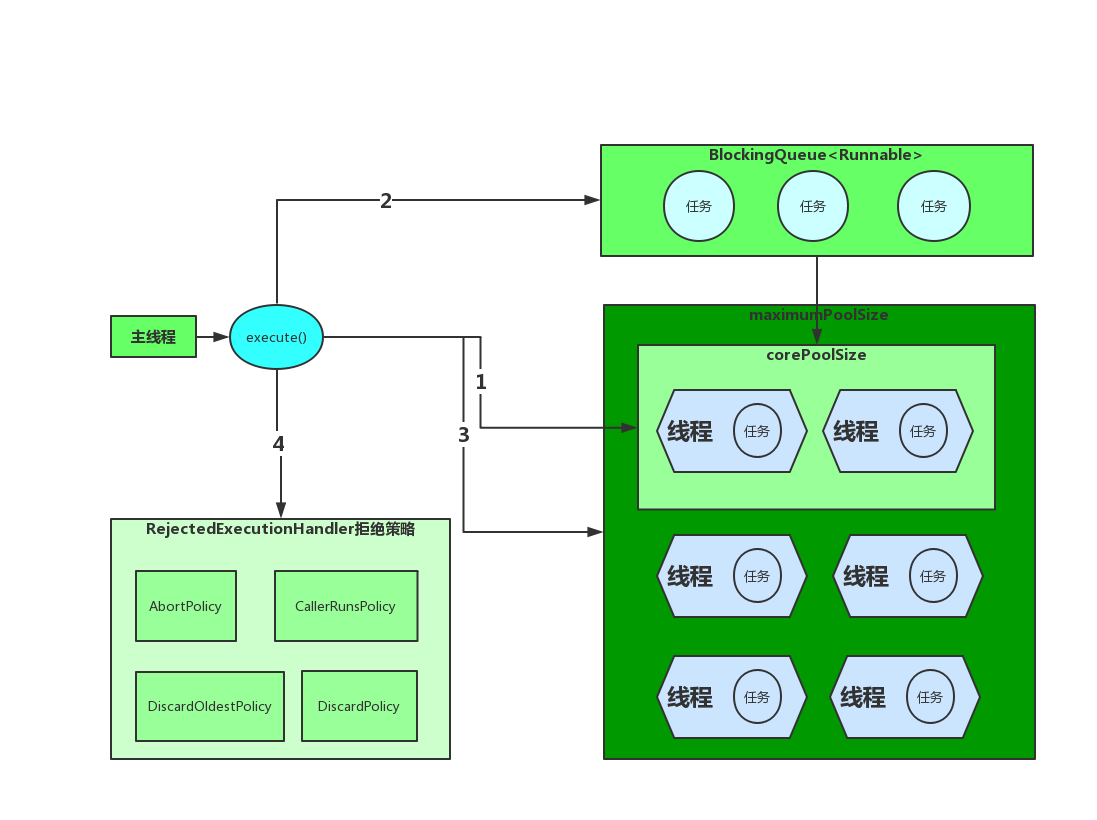 BlockingQueue<Runnable>
任务
任务
任务
2
主线程
execute()
maximumPoolSize
corePoolSize
1
3
4
线程
任务
线程
任务
RejectedExecutionHandler拒绝策略
AbortPolicy
CallerRunsPolicy
DiscardOldestPolicy
DiscardPolicy
线程
任务
线程
任务
线程
任务
线程
任务